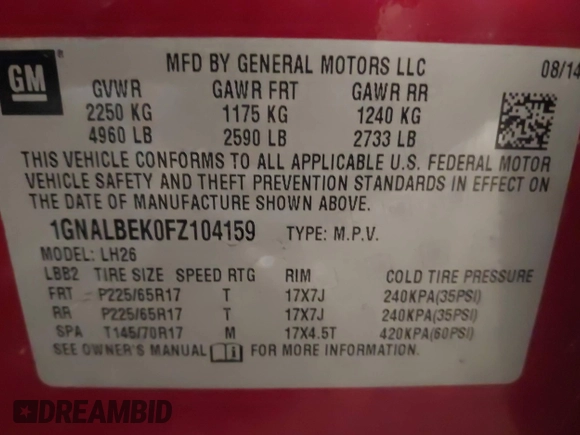 GM
MFD BY GENERAL MOTORS LLC 08/14
GVWR GAWR FRT GAWR RR
2250 KG 1175 KG 1240 KG
4960 LB 2590 LB 2733 LB
THIS VEHICLE CONFORMS TO ALL APPLICABLE U.S. FEDERAL MOTOR
VEHICLE SAFETY AND THEFT PREVENTION STANDARDS IN EFFECT ON
THE DATE OF MANUFACTURE SHOWN ABOVE.
1GNALBEK0FZ104159 TYPE: M.P.V.
MODEL: LH26
LBB2 TIRE SIZE SPEED RTG RIM COLD TIRE PRESSURE
FRT P225/65R17 T 17X7J 240KPA(35PSI)
RR P225/65R17 T 17X7J 240KPA(35PSI)
SPA T145/70R17 M 17X4.5T 420KPA(60PSI)
SEE OWNER'S MANUAL FOR MORE INFORMATION.
DREAMBID